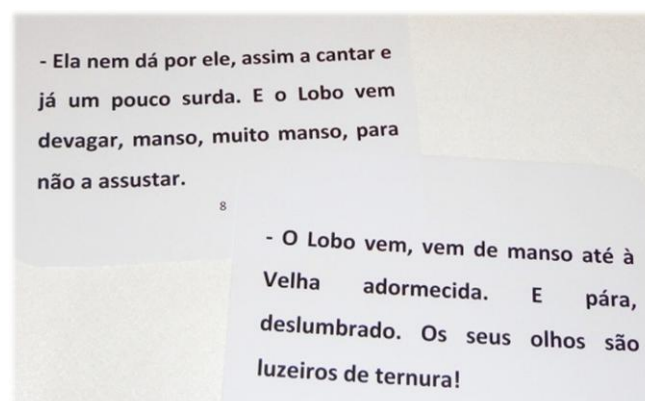 - Ela nem dá por ele, assim a cantar e
já um pouco surda. E o Lobo vem
devagar, manso, muito manso, para
não a assustar.
8
- O Lobo vem, vem de manso até à
Velha adormecida. E pára,
deslumbrado. Os seus olhos são
luzeiros de ternura!